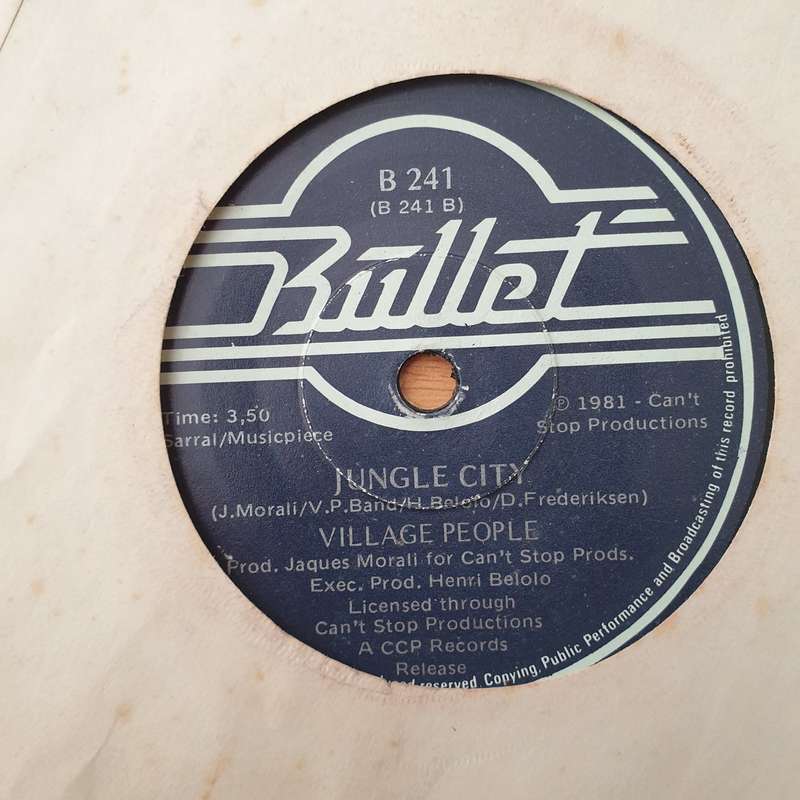 B 241
(B 241 B)
Bullet
Time: 3,50
Sarral/Musicpiece
℗ 1981 - Can't
Stop Productions
JUNGLE CITY
(J.Morali/V.P.Band/H.Belolo/D.Frederiksen)
VILLAGE PEOPLE
Prod. Jaques Morali for Can't Stop Prods.
Exec. Prod. Henri Belolo
Licensed through
Can't Stop Productions
A CCP Records
Release
reserved. Copying, Public Performance and Broadcasting of this record prohibited